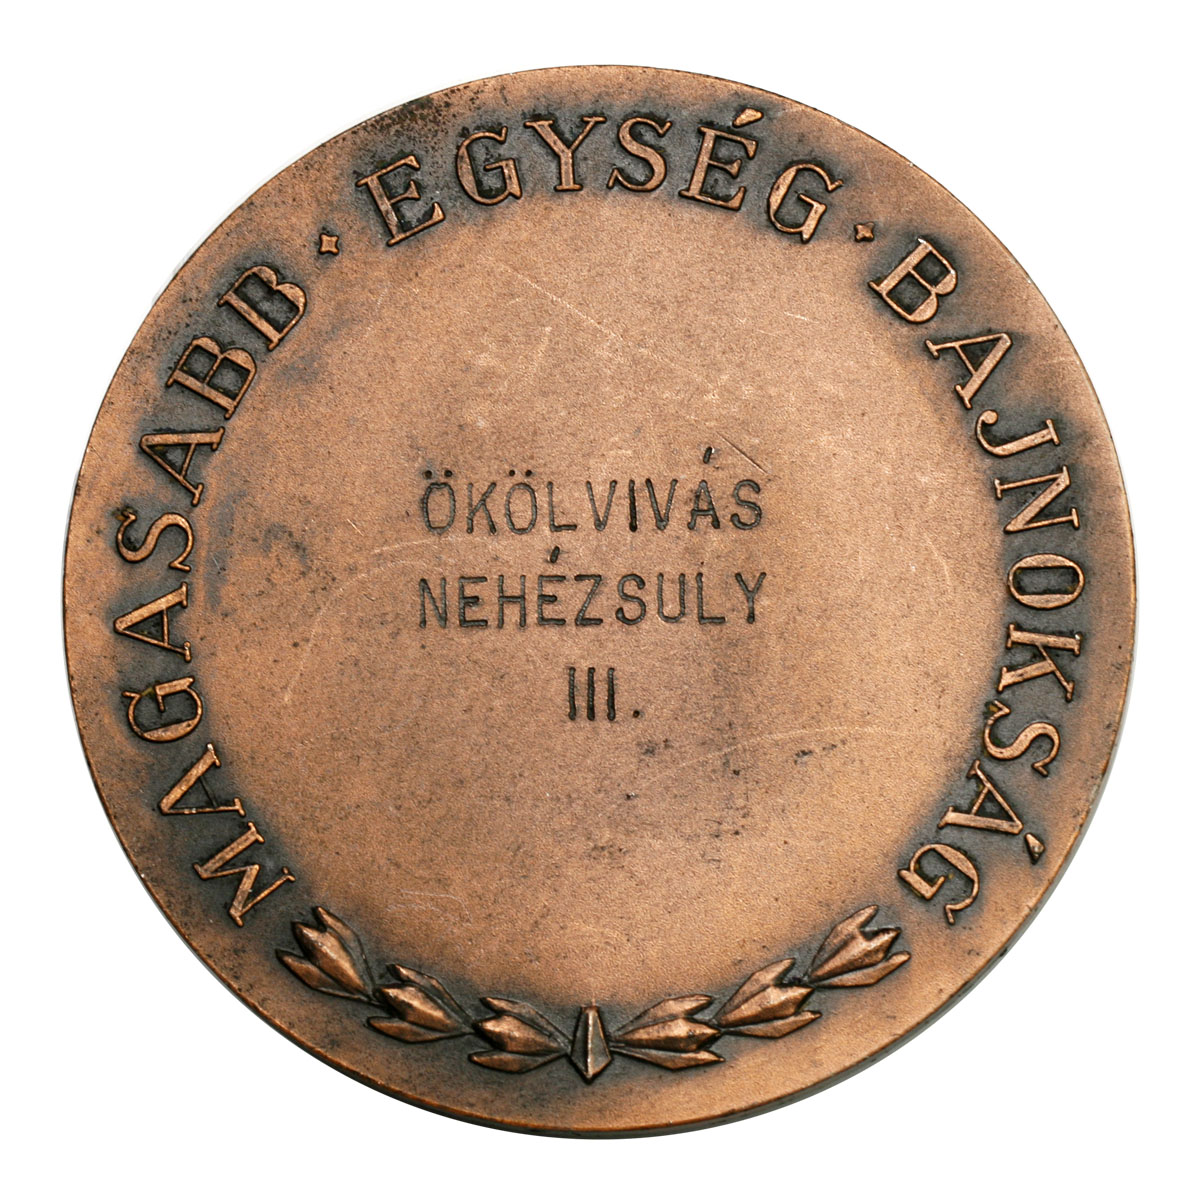 MAGASABB · EGYSÉG · BAJNOKSÁG
ÖKÖLVIVÁS
NEHÉZSULY
III.